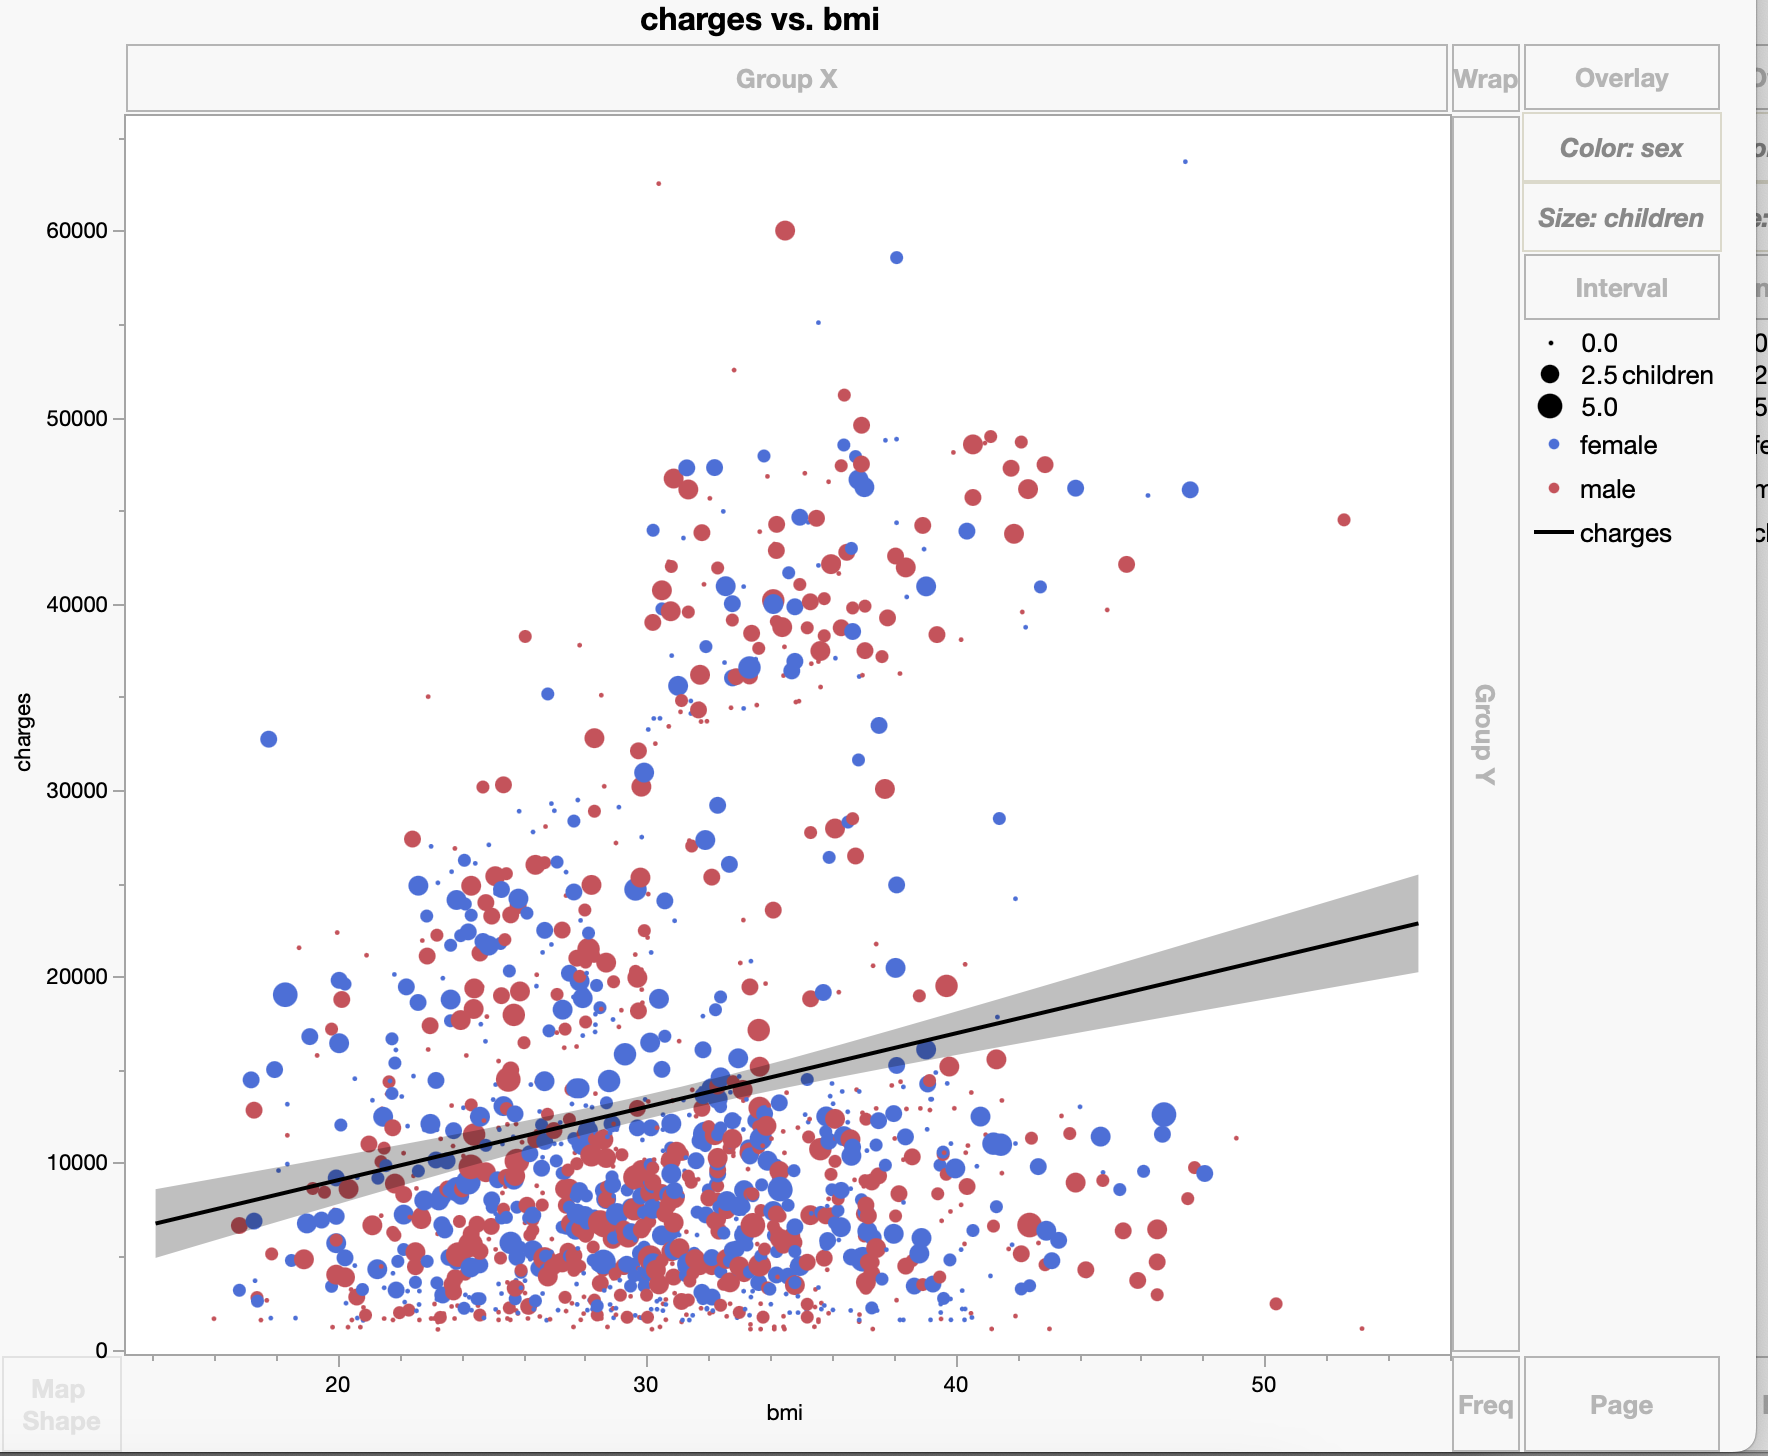 charges vs. bmi
Group X
Wrap
Overlay
Color: sex
Size: children
Interval
0.0
2.5 children
5.0
female
male
charges
60000
50000
40000
30000
20000
10000
0
charges
Group Y
20
30
40
50
bmi
Map
Shape
Freq
Page